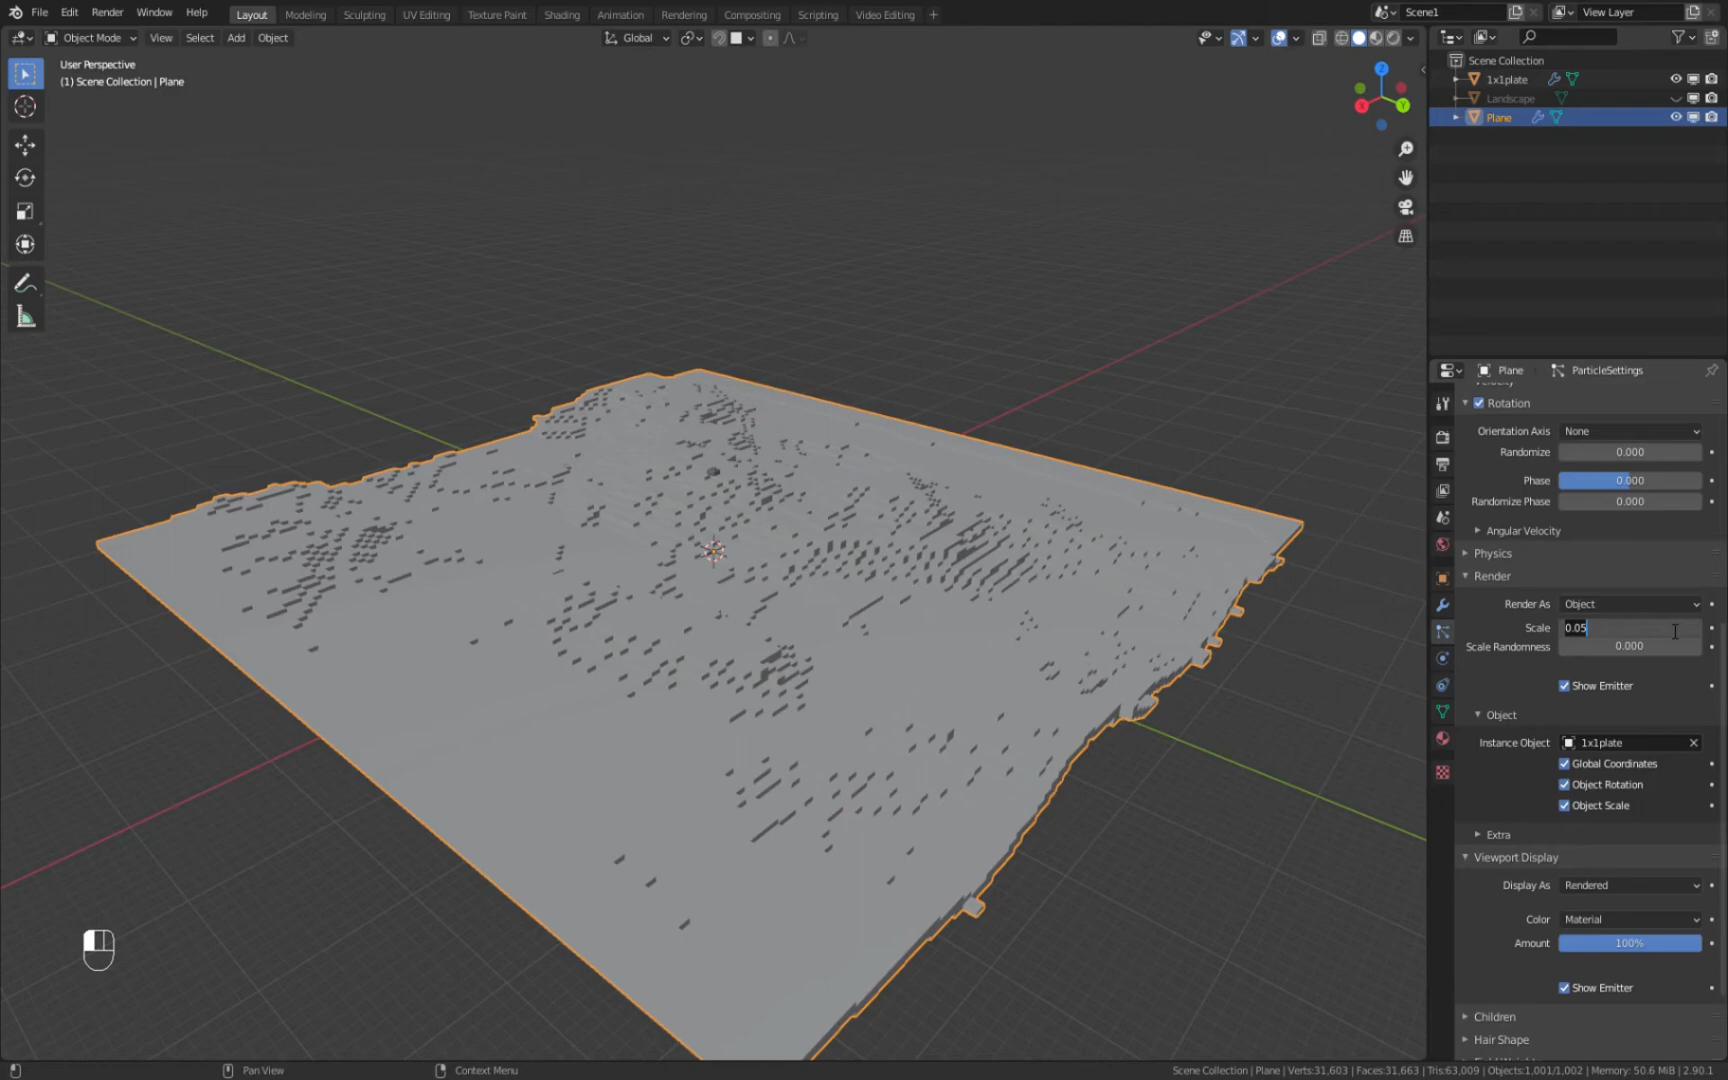 File Edit Render Window Help Layout Modeling Sculpting UV Editing Texture Paint Shading Animation Rendering Compositing Scripting Video Editing + Scene1 View Layer
Object Mode View Select Add Object Global
User Perspective
(1) Scene Collection | Plane
Z
X
Y
Scene Collection
1x1plate
Landscape
Plane
Plane ParticleSettings
Velocity
Rotation
Orientation Axis None
Randomize 0.000
Phase 0.000
Randomize Phase 0.000
Angular Velocity
Physics
Render
Render As Object
Scale 0.05
Scale Randomness 0.000
Show Emitter
Object
Instance Object 1x1plate
Global Coordinates
Object Rotation
Object Scale
Extra
Viewport Display
Display As Rendered
Color Material
Amount 100%
Show Emitter
Children
Hair Shape
Pan View Context Menu Scene Collection | Plane | Verts:31,603 | Faces:31,663 | Tris:63,009 | Objects:1,001/1,002 | Memory: 50.6 MiB | 2.90.1